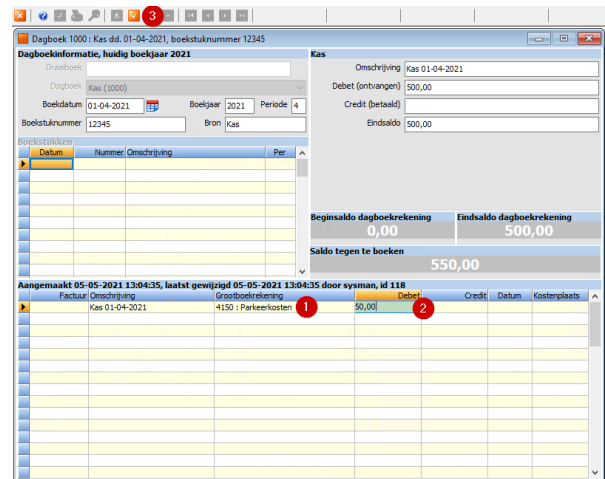 3
Dagboek 1000 : Kas dd. 01-04-2021, boekstuknummer 12345
Dagboekinformatie, huidig boekjaar 2021
Kas
Draaiboek
Omschrijving Kas 01-04-2021
Dagboek Kas (1000)
Debet (ontvangen) 500,00
Boekdatum 01-04-2021 Boekjaar 2021 Periode 4
Credit (betaald)
Boekstuknummer 12345 Bron Kas
Eindsaldo 500,00
Boekstukken
Datum Nummer Omschrijving Per
Beginsaldo dagboekrekening Eindsaldo dagboekrekening
0,00 500,00
Saldo tegen te boeken
550,00
Aangemaakt 05-05-2021 13:04:35, laatst gewijzigd 05-05-2021 13:04:35 door sysman, id 118
Factuur Omschrijving Grootboekrekening Debet Credit Datum Kostenplaats
Kas 01-04-2021 4150 : Parkeerkosten 1 50,00 2